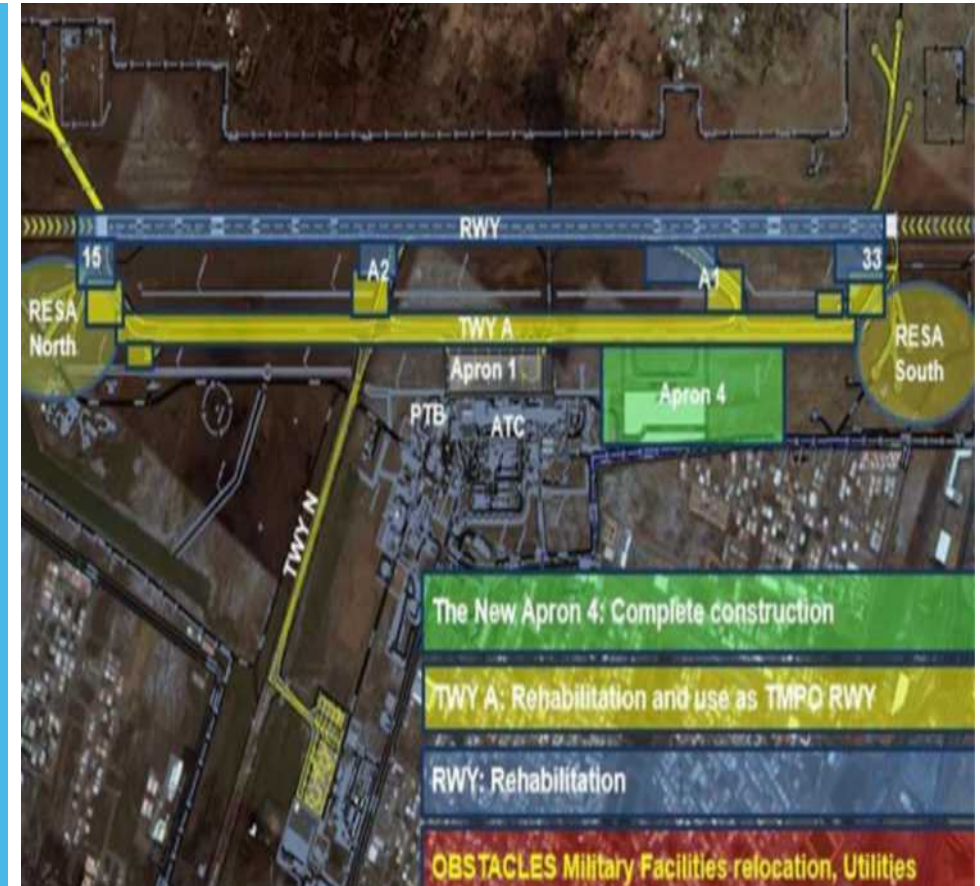 RWY
15
A2
A1
33
RESA
North
TWY A
RESA
South
Apron 1
Apron 4
PTB
ATC
TWY N
The New Apron 4: Complete construction
TWY A: Rehabilitation and use as TMPO RWY
RWY: Rehabilitation
OBSTACLES Military Facilities relocation, Utilities